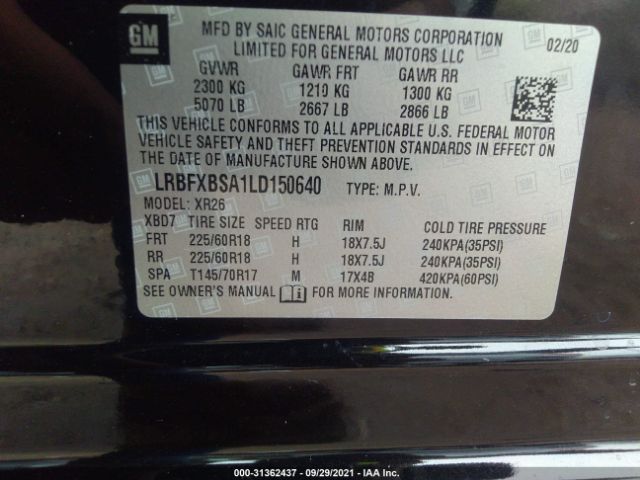 GM
MFD BY SAIC GENERAL MOTORS CORPORATION
LIMITED FOR GENERAL MOTORS LLC 02/20
GVWR GAWR FRT GAWR RR
2300 KG 1210 KG 1300 KG
5070 LB 2667 LB 2866 LB
THIS VEHICLE CONFORMS TO ALL APPLICABLE U.S. FEDERAL MOTOR
VEHICLE SAFETY AND THEFT PREVENTION STANDARDS IN EFFECT ON
THE DATE OF MANUFACTURE SHOWN ABOVE.
LRBFXBSA1LD150640 TYPE: M.P.V.
MODEL: XR26
XBD7 TIRE SIZE SPEED RTG RIM COLD TIRE PRESSURE
FRT 225/60R18 H 18X7.5J 240KPA(35PSI)
RR 225/60R18 H 18X7.5J 240KPA(35PSI)
SPA T145/70R17 M 17X4B 420KPA(60PSI)
SEE OWNER'S MANUAL FOR MORE INFORMATION
000-31362437 - 09/29/2021 - IAA Inc.